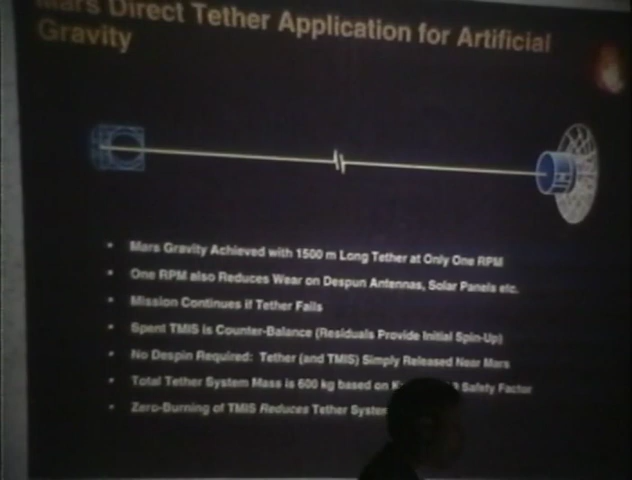 Mars Direct Tether Application for Artificial
Gravity
Mars Gravity Achieved with 1500 m Long Tether at Only One RPM
One RPM also Reduces Wear on Despun Antennas, Solar Panels etc.
Mission Continues if Tether Fails
Spent TMIS is Counter-Balance (Residuals Provide Initial Spin-Up)
No Despin Required: Tether (and TMIS) Simply Released Near Mars
Total Tether System Mass is 600 kg based on Safety Factor
Zero-Burning of TMIS Reduces Tether